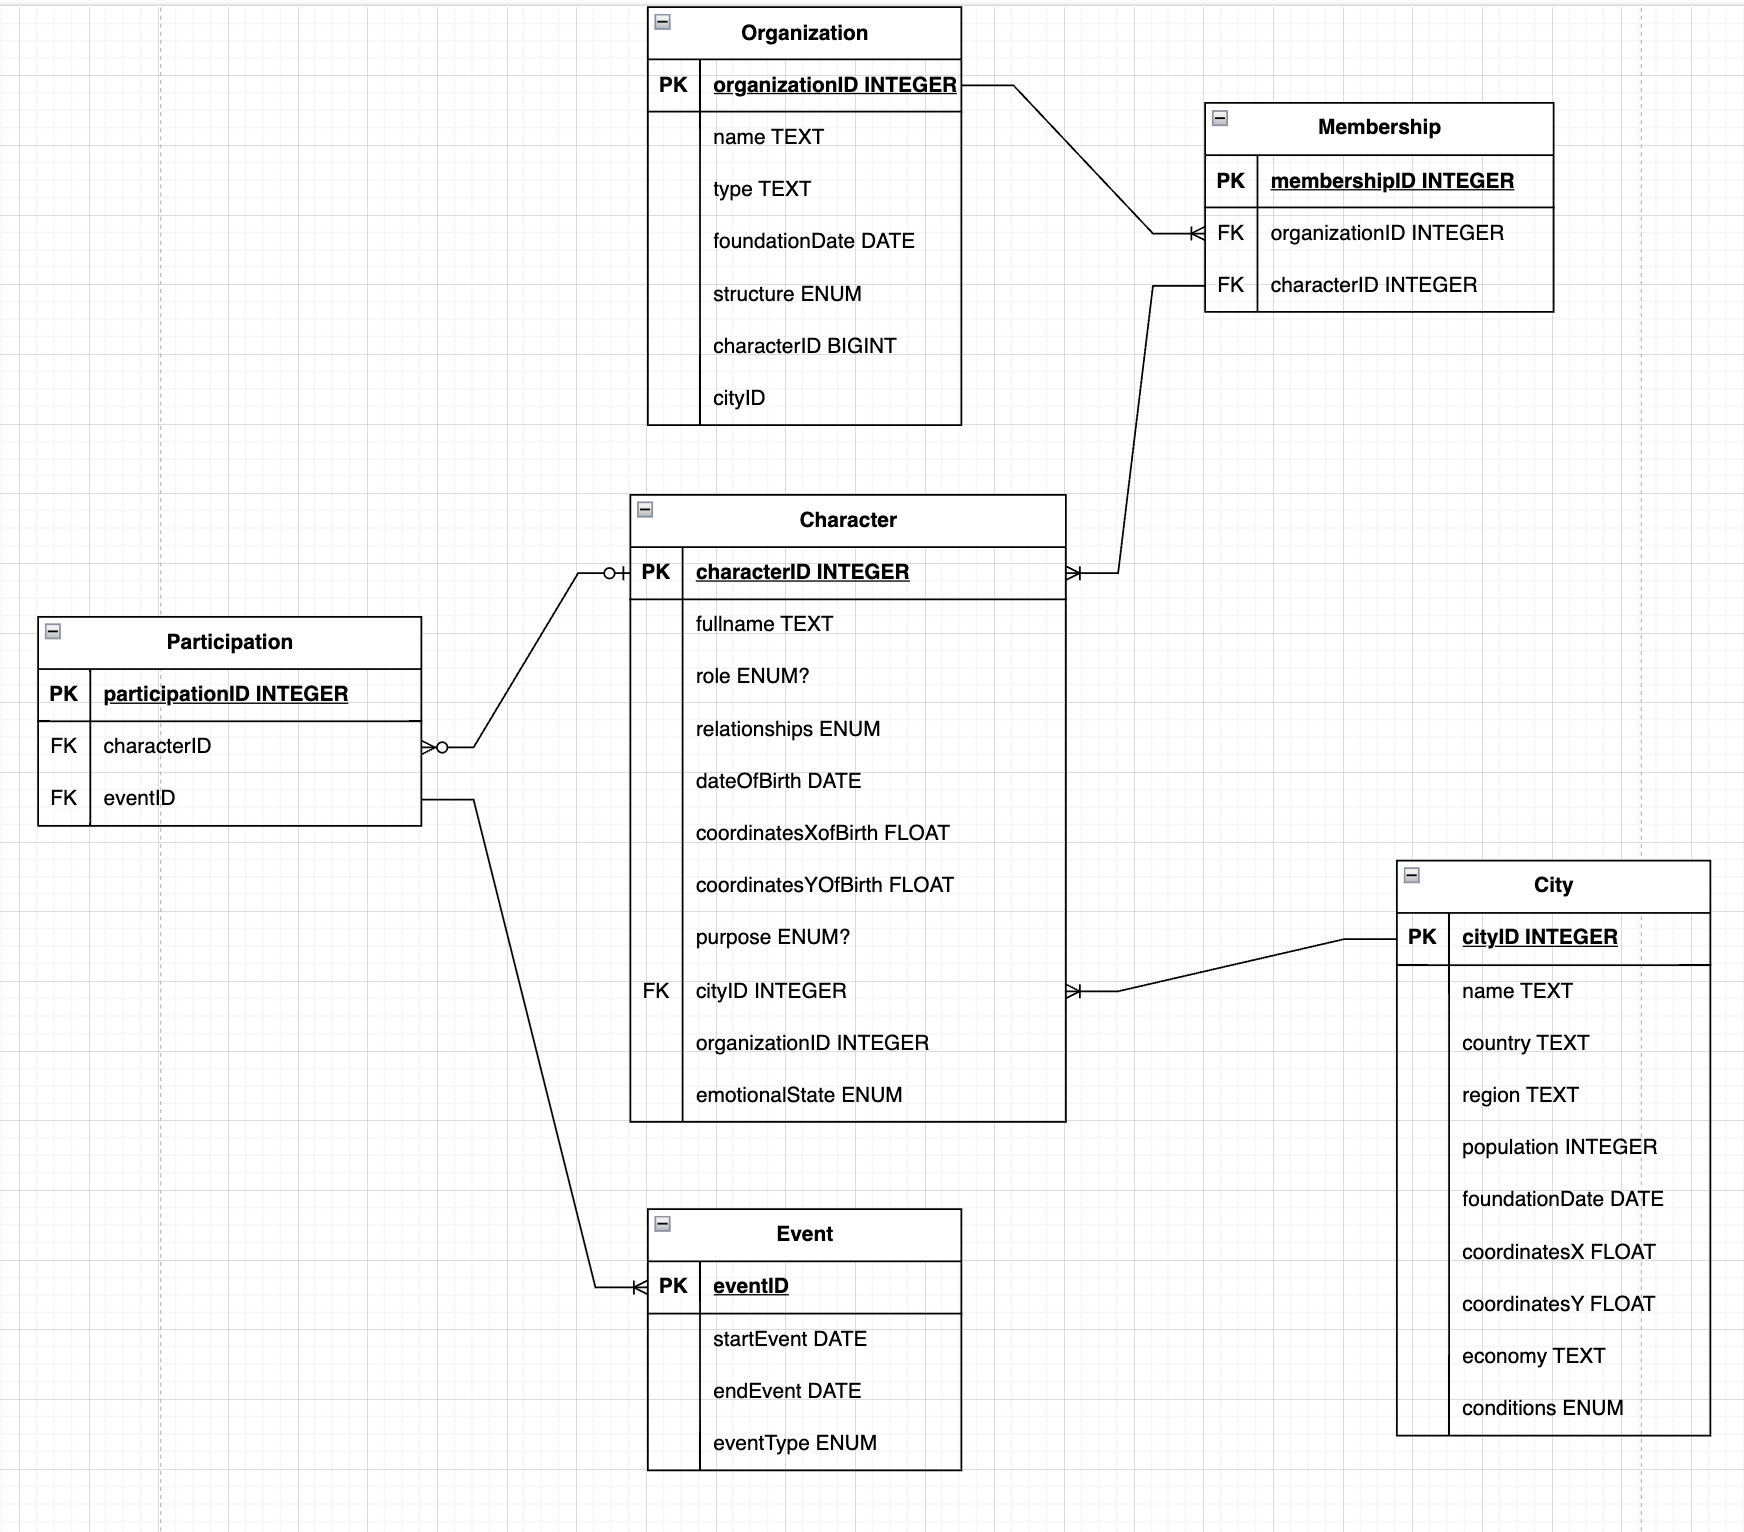 Organization
PK organizationID INTEGER
name TEXT
type TEXT
foundationDate DATE
structure ENUM
characterID BIGINT
cityID
Membership
PK membershipID INTEGER
FK organizationID INTEGER
FK characterID INTEGER
Character
PK characterID INTEGER
fullname TEXT
role ENUM?
relationships ENUM
dateOfBirth DATE
coordinatesXofBirth FLOAT
coordinatesYOfBirth FLOAT
purpose ENUM?
FK cityID INTEGER
organizationID INTEGER
emotionalState ENUM
Participation
PK participationID INTEGER
FK characterID
FK eventID
City
PK cityID INTEGER
name TEXT
country TEXT
region TEXT
population INTEGER
foundationDate DATE
coordinatesX FLOAT
coordinatesY FLOAT
economy TEXT
conditions ENUM
Event
PK eventID
startEvent DATE
endEvent DATE
eventType ENUM